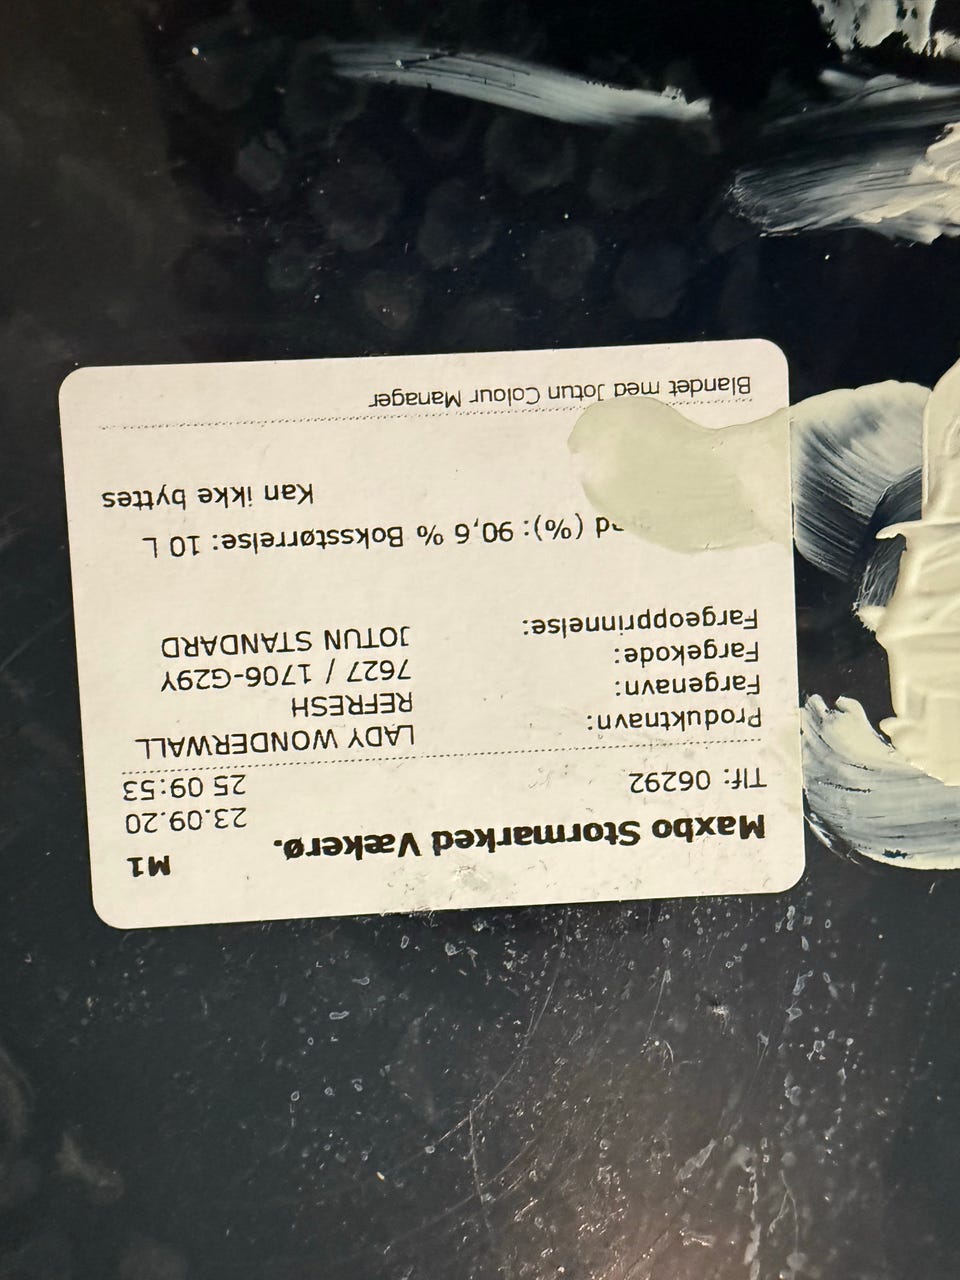 Maxbo Stormarked Vækerø. M1
Tlf: 06292 23.09.20
25 09:53
Produktnavn: LADY WONDERWALL
Fargenavn: REFRESH
Fargekode: 7627 / 1706-G29Y
Fargeopprinnelse: JOTUN STANDARD
(%): 90,6 % Boksstørrelse: 10 L
Kan ikke byttes
Blandet med Jotun Colour Manager